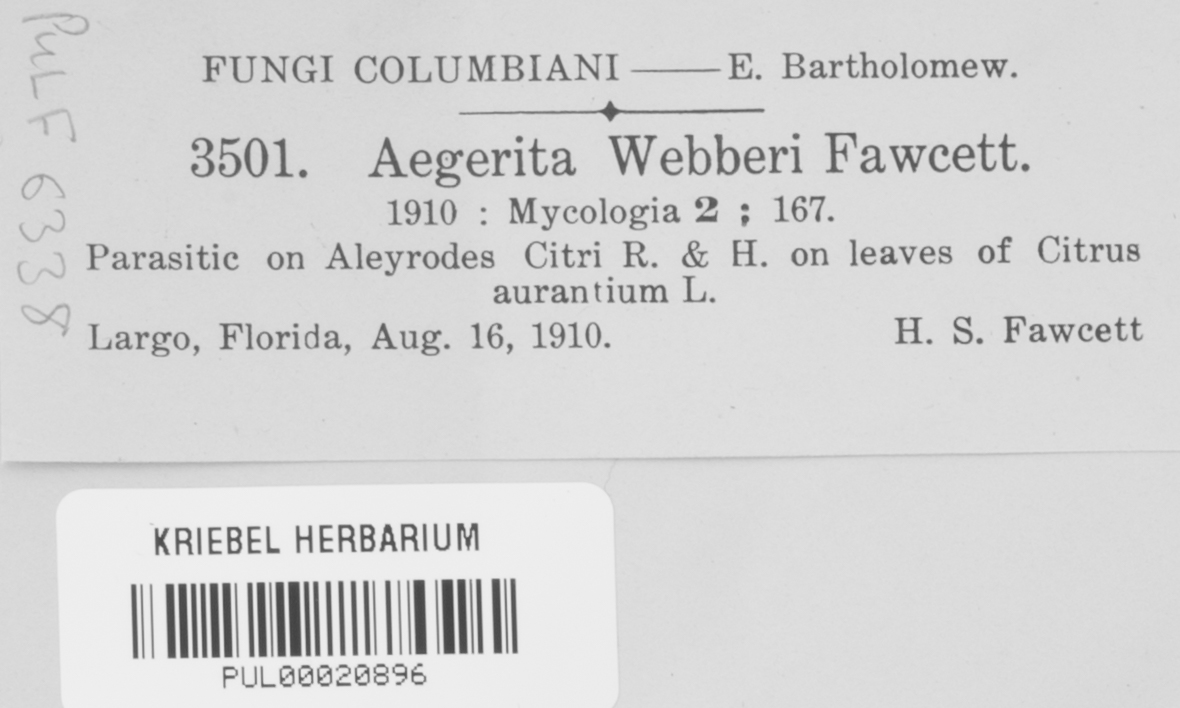 PULF 6338
FUNGI COLUMBIANI —— E. Bartholomew.
3501. Aegerita Webberi Fawcett.
1910 : Mycologia 2 ; 167.
Parasitic on Aleyrodes Citri R. & H. on leaves of Citrus
aurantium L.
Largo, Florida, Aug. 16, 1910. H. S. Fawcett
KRIEBEL HERBARIUM
PUL00020896